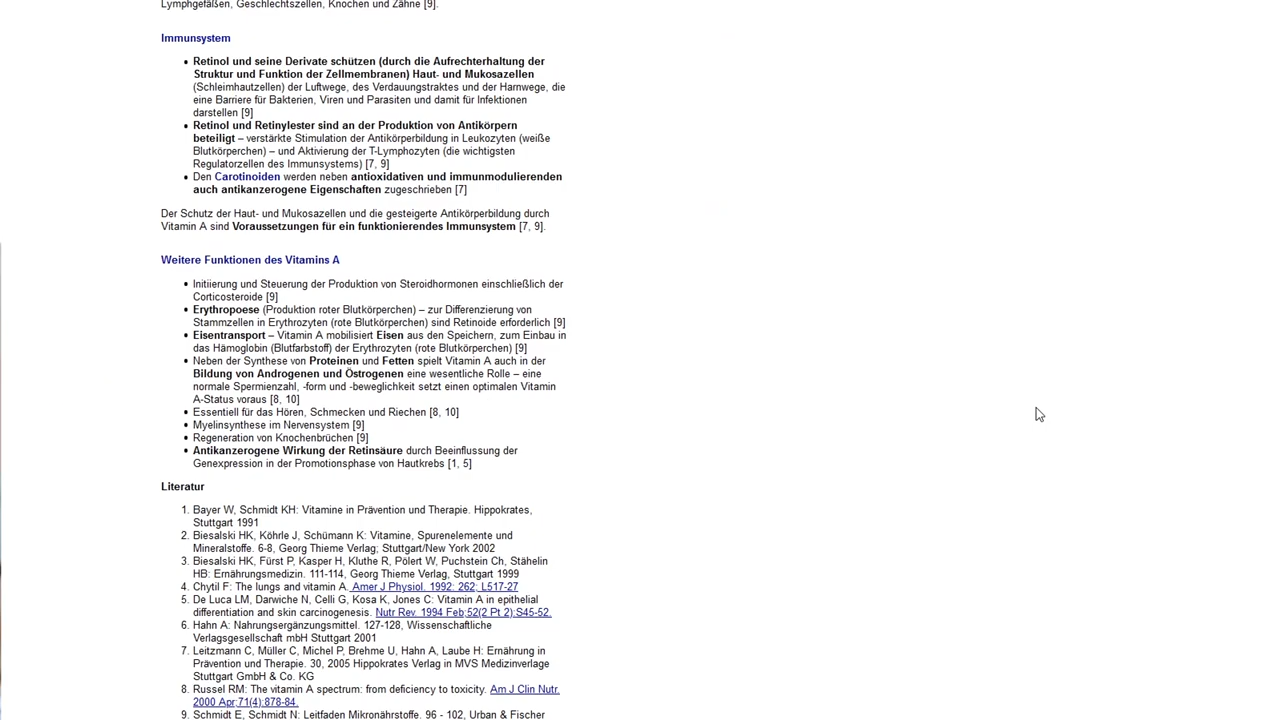 Lymphgefäßen, Geschlechtszellen, Knochen und Zähne [9].
Immunsystem
• Retinol und seine Derivate schützen (durch die Aufrechterhaltung der
Struktur und Funktion der Zellmembranen) Haut- und Mukosazellen
(Schleimhautzellen) der Luftwege, des Verdauungstraktes und der Harnwege, die
eine Barriere für Bakterien, Viren und Parasiten und damit für Infektionen
darstellen [9]
• Retinol und Retinylester sind an der Produktion von Antikörpern
beteiligt – verstärkte Stimulation der Antikörperbildung in Leukozyten (weiße
Blutkörperchen) – und Aktivierung der T-Lymphozyten (die wichtigsten
Regulatorzellen des Immunsystems) [7, 9]
• Den Carotinoiden werden neben antioxidativen und immunmodulierenden
auch antikanzerogene Eigenschaften zugeschrieben [7]
Der Schutz der Haut- und Mukosazellen und die gesteigerte Antikörperbildung durch
Vitamin A sind Voraussetzungen für ein funktionierendes Immunsystem [7, 9].
Weitere Funktionen des Vitamins A
• Initiierung und Steuerung der Produktion von Steroidhormonen einschließlich der
Corticosteroide [9]
• Erythropoese (Produktion roter Blutkörperchen) – zur Differenzierung von
Stammzellen in Erythrozyten (rote Blutkörperchen) sind Retinoide erforderlich [9]
• Eisentransport – Vitamin A mobilisiert Eisen aus den Speichern, zum Einbau in
das Hämoglobin (Blutfarbstoff) der Erythrozyten (rote Blutkörperchen) [9]
• Neben der Synthese von Proteinen und Fetten spielt Vitamin A auch in der
Bildung von Androgenen und Östrogenen eine wesentliche Rolle – eine
normale Spermienzahl, -form und -beweglichkeit setzt einen optimalen Vitamin
A-Status voraus [8, 10]
• Essentiell für das Hören, Schmecken und Riechen [8, 10]
• Myelinsynthese im Nervensystem [9]
• Regeneration von Knochenbrüchen [9]
• Antikanzerogene Wirkung der Retinsäure durch Beeinflussung der
Genexpression in der Promotionsphase von Hautkrebs [1, 5]
Literatur
1. Bayer W, Schmidt KH: Vitamine in Prävention und Therapie. Hippokrates,
Stuttgart 1991
2. Biesalski HK, Köhrle J, Schümann K: Vitamine, Spurenelemente und
Mineralstoffe. 6-8, Georg Thieme Verlag; Stuttgart/New York 2002
3. Biesalski HK, Fürst P, Kasper H, Kluthe R, Pölert W, Puchstein Ch, Stähelin
HB: Ernährungsmedizin. 111-114, Georg Thieme Verlag, Stuttgart 1999
4. Chytil F: The lungs and vitamin A. Amer J Physiol. 1992: 262; L517-27
5. De Luca LM, Darwiche N, Celli G, Kosa K, Jones C: Vitamin A in epithelial
differentiation and skin carcinogenesis. Nutr Rev. 1994 Feb;52(2 Pt 2):S45-52.
6. Hahn A: Nahrungsergänzungsmittel. 127-128, Wissenschaftliche
Verlagsgesellschaft mbH Stuttgart 2001
7. Leitzmann C, Müller C, Michel P, Brehme U, Hahn A, Laube H: Ernährung in
Prävention und Therapie. 30, 2005 Hippokrates Verlag in MVS Medizinverlage
Stuttgart GmbH & Co. KG
8. Russel RM: The vitamin A spectrum: from deficiency to toxicity. Am J Clin Nutr.
2000 Apr;71(4):878-84.
9. Schmidt E, Schmidt N: Leitfaden Mikronährstoffe. 96 - 102, Urban & Fischer